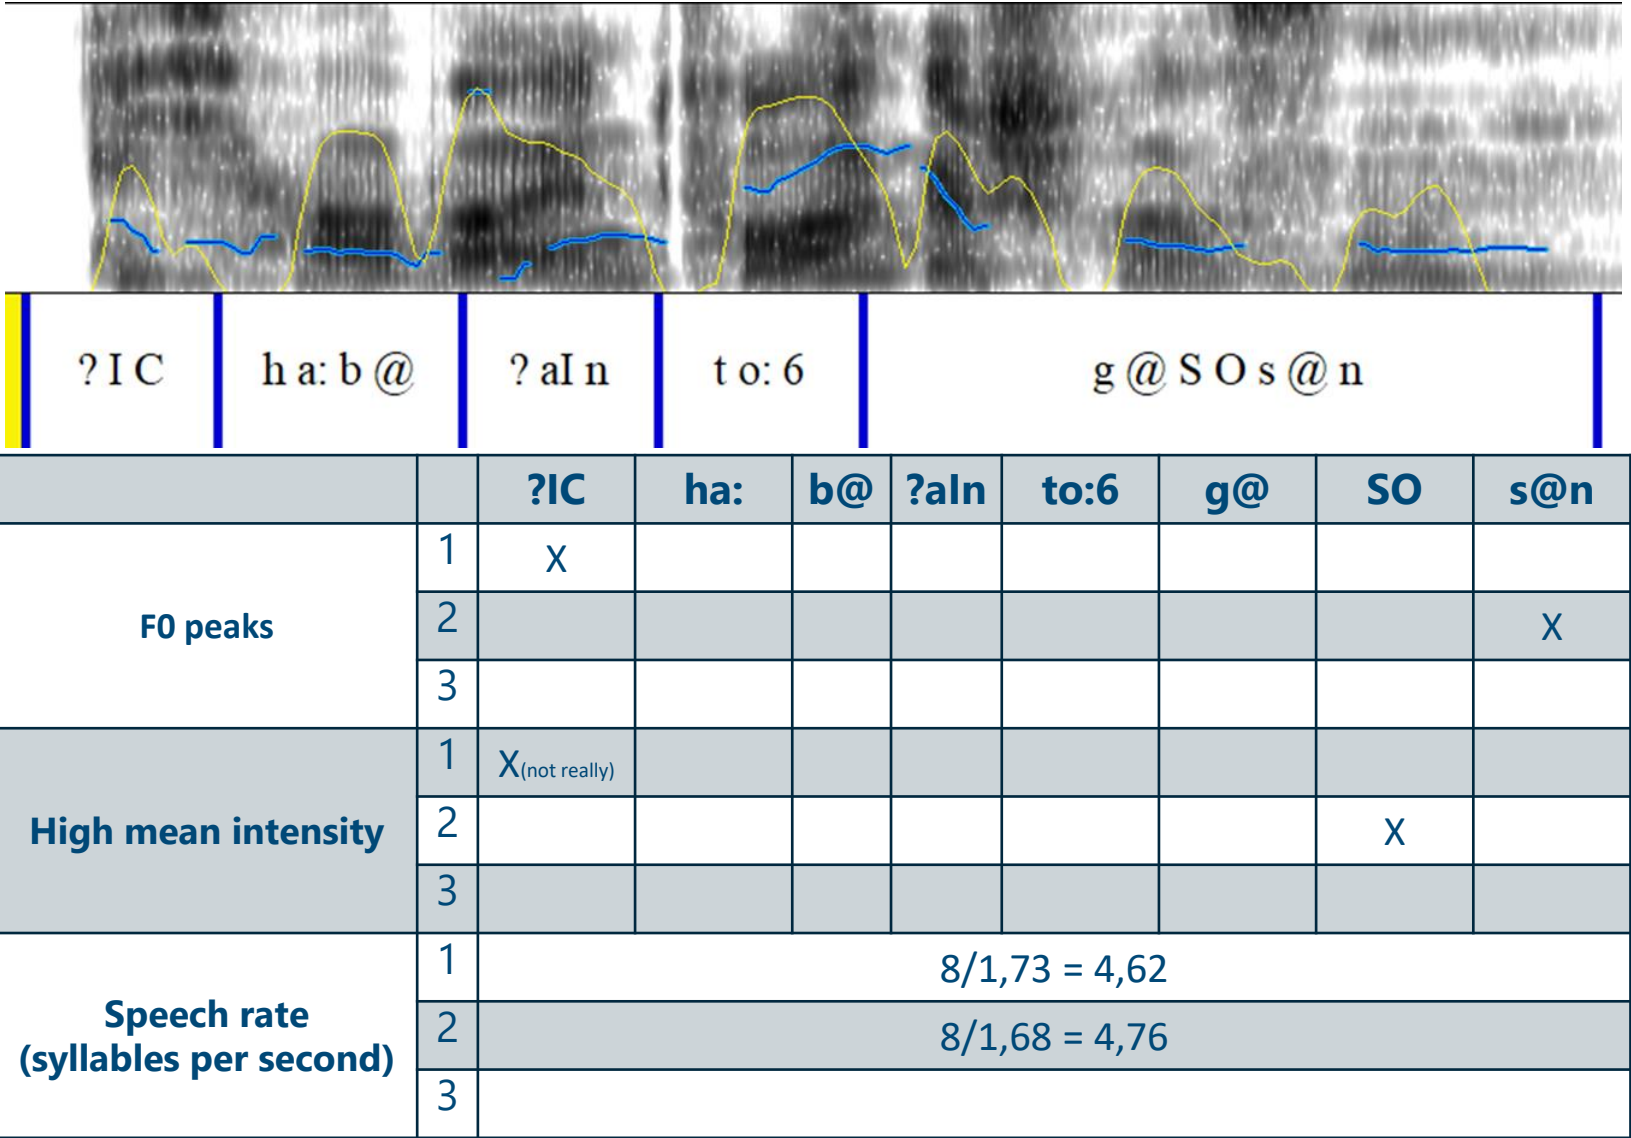 ? I C h a: b @ ? aI n t o: 6 g @ S O s @ n
?IC ha: b@ ?aIn to:6 g@ SO s@n
F0 peaks
1 X
2 X
3
High mean intensity
1 X(not really)
2 X
3
Speech rate
(syllables per second)
1 8/1,73 = 4,62
2 8/1,68 = 4,76
3